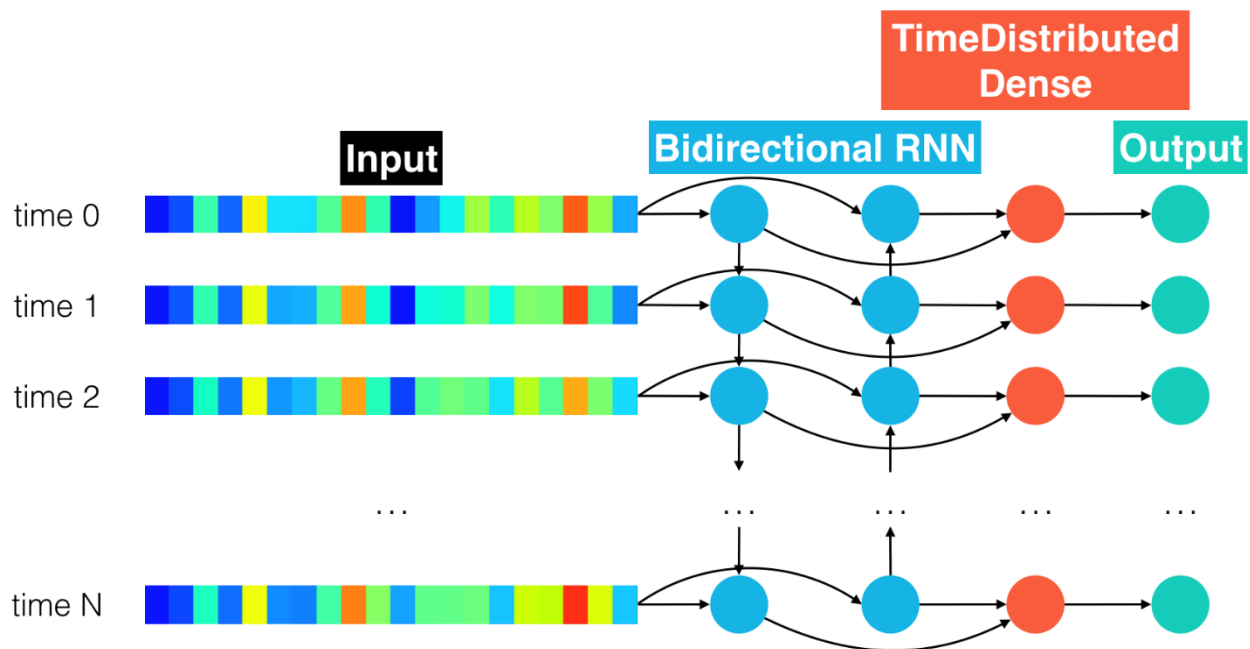 TimeDistributed
Dense
Input
Bidirectional RNN
Output
time 0
time 1
time 2
... ... ... ... ...
time N